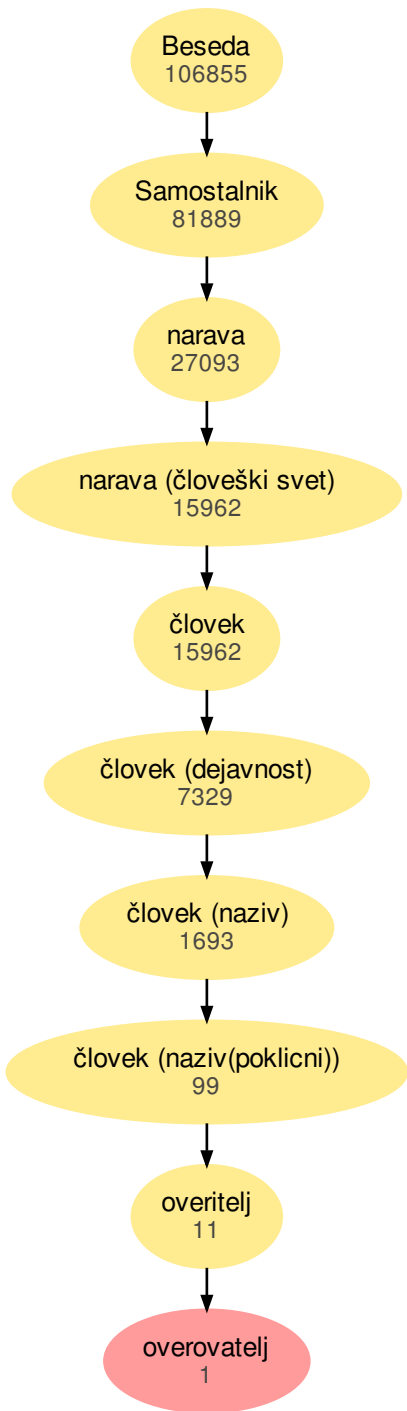 Beseda
106855
Samostalnik
81889
narava
27093
narava (človeški svet)
15962
človek
15962
človek (dejavnost)
7329
človek (naziv)
1693
človek (naziv(poklicni))
99
overitelj
11
overovatelj
1